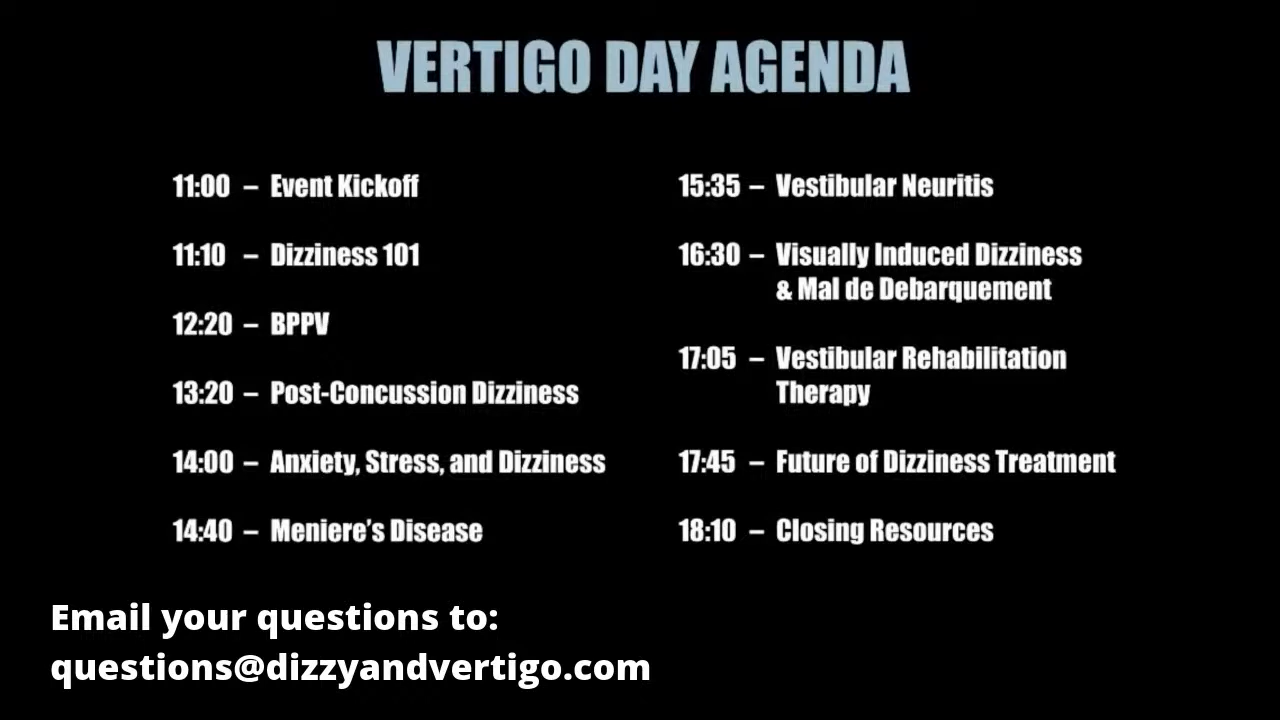 VERTIGO DAY AGENDA
11:00 – Event Kickoff
11:10 – Dizziness 101
12:20 – BPPV
13:20 – Post-Concussion Dizziness
14:00 – Anxiety, Stress, and Dizziness
14:40 – Meniere’s Disease
15:35 – Vestibular Neuritis
16:30 – Visually Induced Dizziness
& Mal de Debarquement
17:05 – Vestibular Rehabilitation
Therapy
17:45 – Future of Dizziness Treatment
18:10 – Closing Resources
Email your questions to:
questions@dizzyandvertigo.com